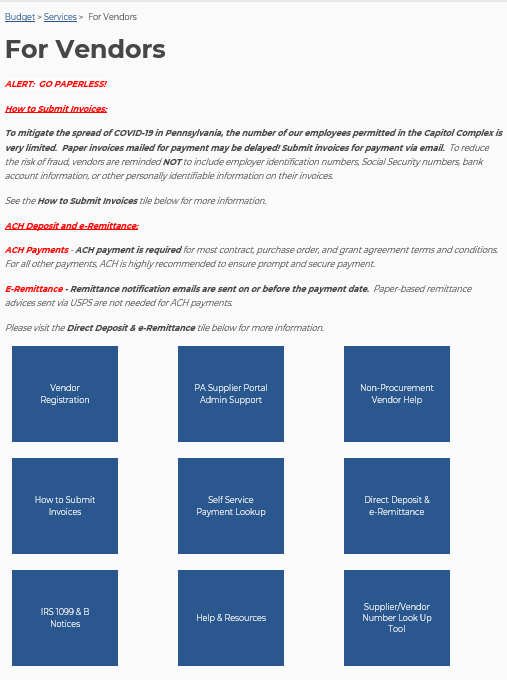 Budget > Services > For Vendors
For Vendors
ALERT: GO PAPERLESS!
How to Submit Invoices:
To mitigate the spread of COVID-19 in Pennsylvania, the number of our employees permitted in the Capitol Complex is
very limited. Paper invoices mailed for payment may be delayed! Submit invoices for payment via email. To reduce
the risk of fraud, vendors are reminded NOT to include employer identification numbers, Social Security numbers, bank
account information, or other personally identifiable information on their invoices.
See the How to Submit Invoices tile below for more information.
ACH Deposit and e-Remittance:
ACH Payments - ACH payment is required for most contract, purchase order, and grant agreement terms and conditions.
For all other payments, ACH is highly recommended to ensure prompt and secure payment.
E-Remittance - Remittance notification emails are sent on or before the payment date. Paper-based remittance
advices sent via USPS are not needed for ACH payments.
Please visit the Direct Deposit & e-Remittance tile below for more information.
Vendor
Registration
PA Supplier Portal
Admin Support
Non-Procurement
Vendor Help
How to Submit
Invoices
Self Service
Payment Lookup
Direct Deposit &
e-Remittance
IRS 1099 & B
Notices
Help & Resources
Supplier/Vendor
Number Look Up
Tool